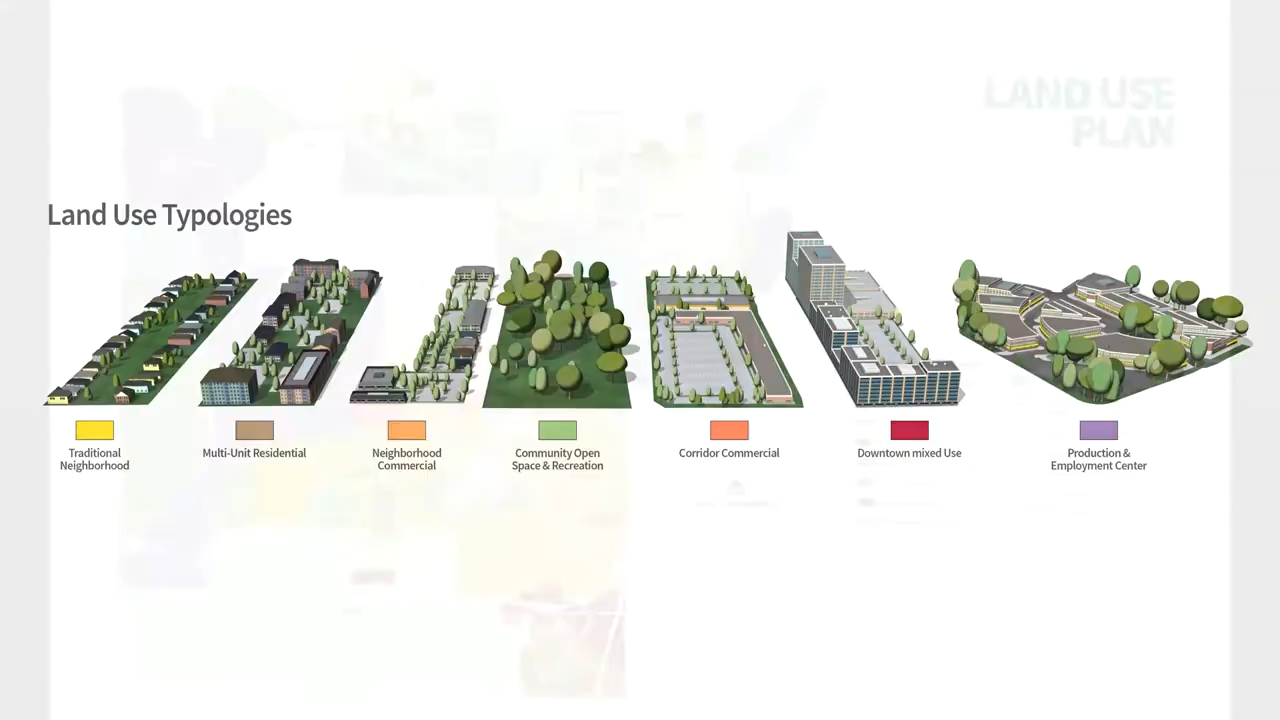 LAND USE
PLAN
Land Use Typologies
Traditional
Neighborhood
Multi-Unit Residential
Neighborhood
Commercial
Community Open
Space & Recreation
Corridor Commercial
Downtown mixed Use
Production &
Employment Center